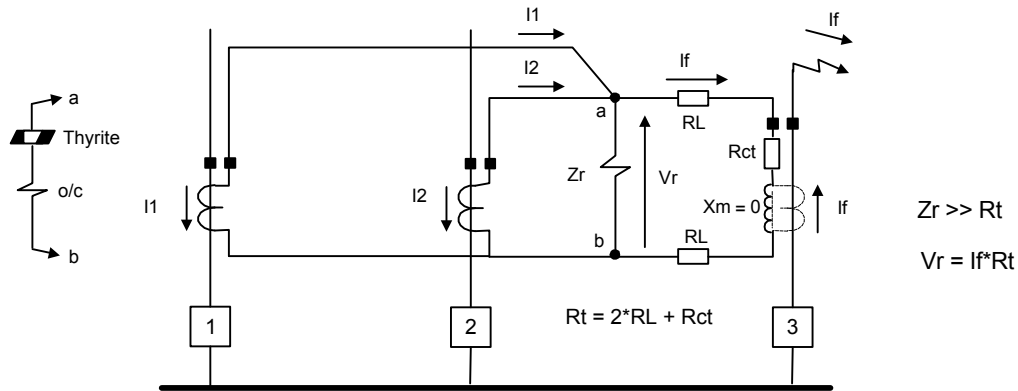 I1
If
I2
If
a
a
RL
Thyrite
Rct
o/c
Zr
Vr
I1
I2
Xm = 0
If
Zr >> Rt
b
b
RL
Vr = If*Rt
1
2
Rt = 2*RL + Rct
3